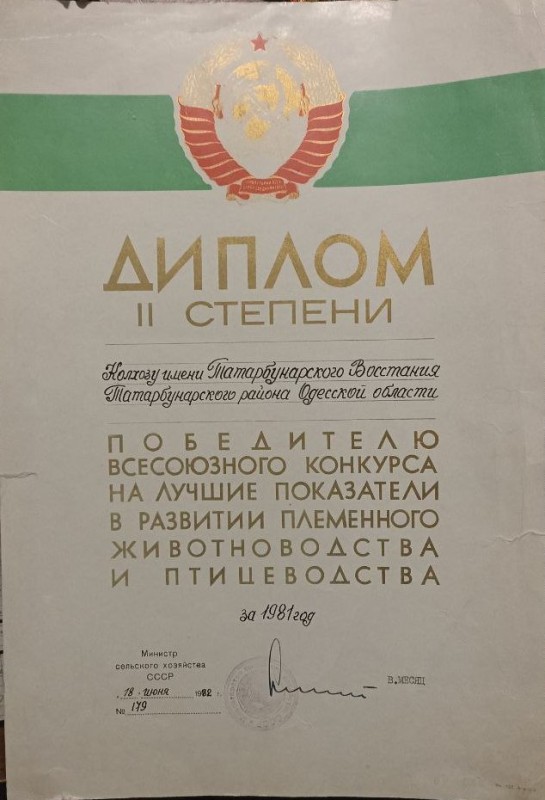 ДИПЛОМ
II СТЕПЕНИ
Колхозу имени Татарбунарского Восстания
Татарбунарского района Одесской области
ПОБЕДИТЕЛЮ
ВСЕСОЮЗНОГО КОНКУРСА
НА ЛУЧШИЕ ПОКАЗАТЕЛИ
В РАЗВИТИИ ПЛЕМЕННОГО
ЖИВОТНОВОДСТВА
И ПТИЦЕВОДСТВА
за 1981 год
Министр
сельского хозяйства
СССР
18 июня 1982 г.
№ 179
В.МЕСЯЦ